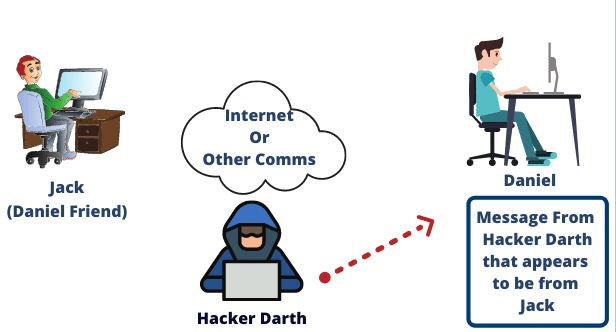 Internet
Or
Other Comms
Jack
(Daniel Friend)
Daniel
Message From
Hacker Darth
that appears
to be from
Jack
Hacker Darth